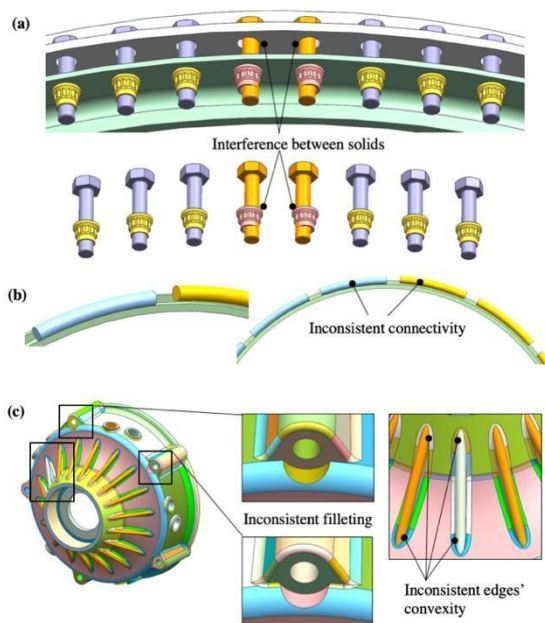 (a)
Interference between solids
(b)
Inconsistent connectivity
(c)
Inconsistent filleting
Inconsistent edges’
convexity